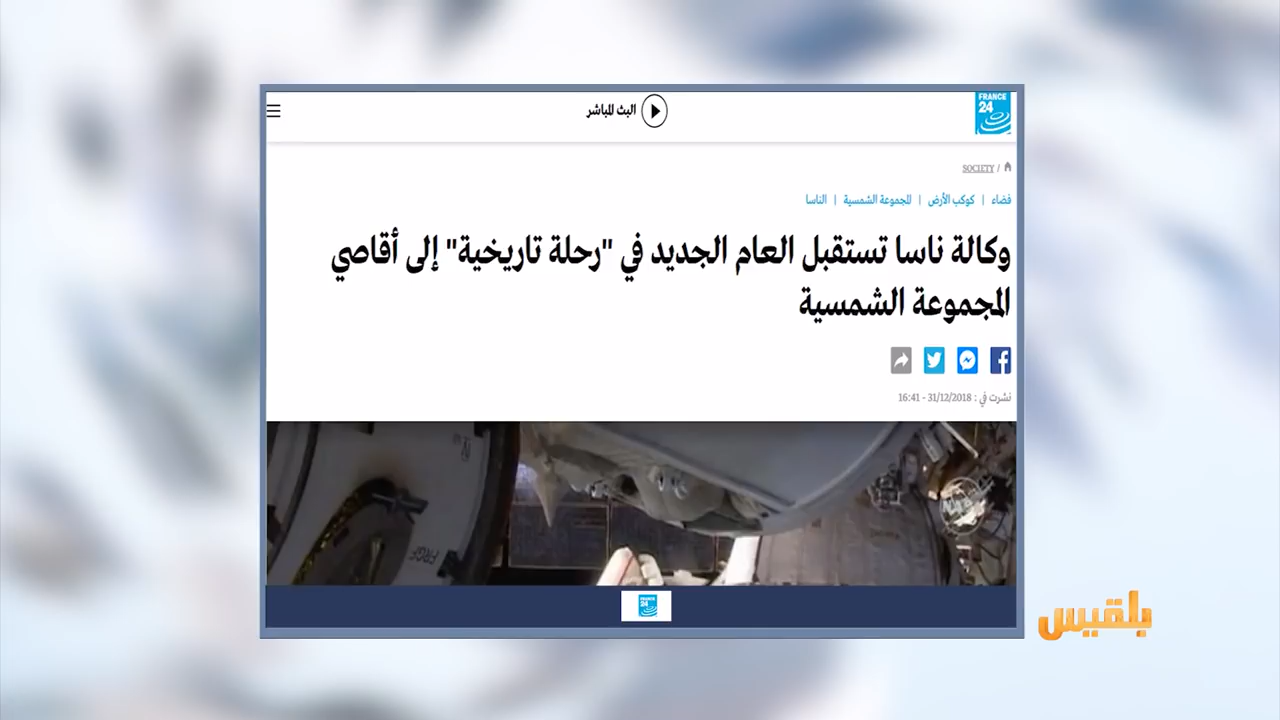 FRANCE
24
البث المباشر
SOCIETY /
فضاء | كوكب الأرض | المجموعة الشمسية | الناسا
وكالة ناسا تستقبل العام الجديد في "رحلة تاريخية" إلى أقاصي
المجموعة الشمسية
نشرت في : 31/12/2018 - 16:41
FRGF
FRANCE
24
بلقيس